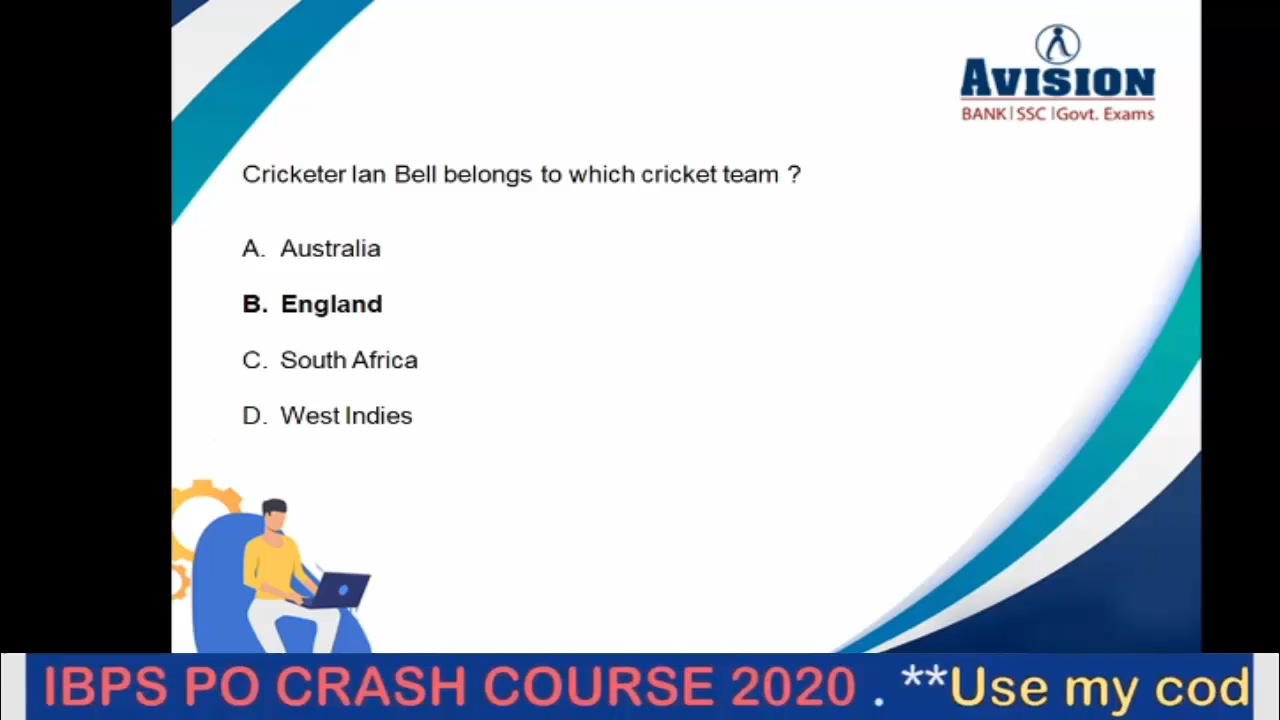 AVISION
BANK|SSC|Govt. Exams
Cricketer Ian Bell belongs to which cricket team ?
A. Australia
B. England
C. South Africa
D. West Indies
IBPS PO CRASH COURSE 2020 . **Use my cod